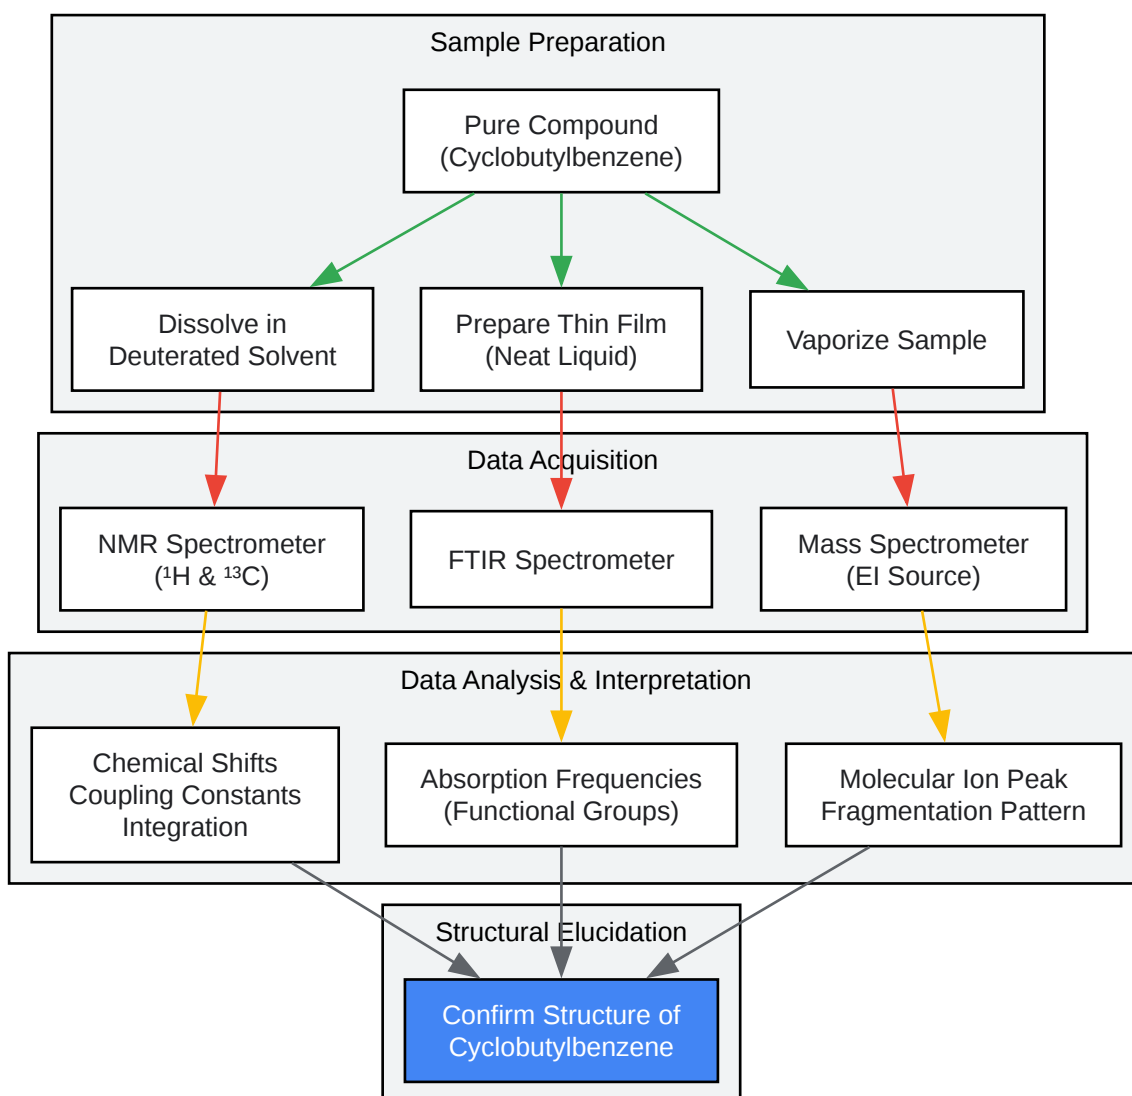 Sample Preparation
Pure Compound
(Cyclobutylbenzene)
Dissolve in
Deuterated Solvent
Prepare Thin Film
(Neat Liquid)
Vaporize Sample
Data Acquisition
NMR Spectrometer
(¹H & ¹³C)
FTIR Spectrometer
Mass Spectrometer
(EI Source)
Data Analysis & Interpretation
Chemical Shifts
Coupling Constants
Integration
Absorption Frequencies
(Functional Groups)
Molecular Ion Peak
Fragmentation Pattern
Structural Elucidation
Confirm Structure of
Cyclobutylbenzene